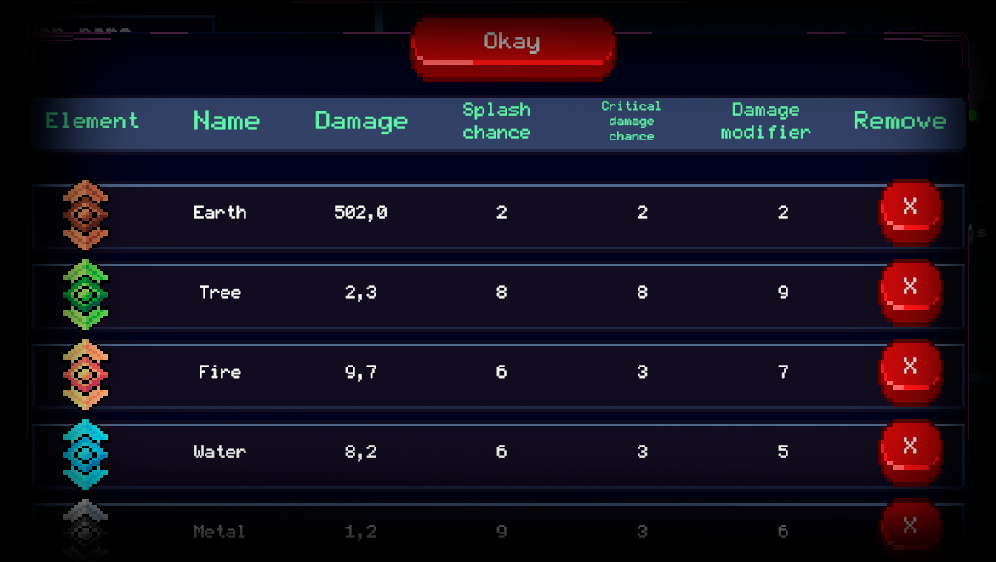 Okay
Element Name Damage Splash chance Critical damage chance Damage modifier Remove
Earth 502,0 2 2 2 X
Tree 2,3 8 8 9 X
Fire 9,7 6 3 7 X
Water 8,2 6 3 5 X
Metal 1,2 9 3 6 X